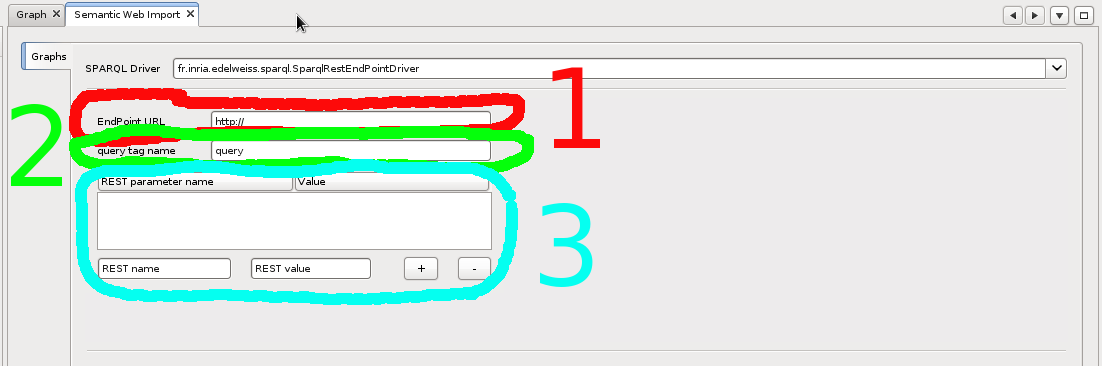 Graph Semantic Web Import
Graphs
SPARQL Driver fr.inria.edelweiss.sparql.SparqlRestEndPointDriver
1
EndPoint URL http://
2
query tag name query
REST parameter name Value
3
REST name REST value + -